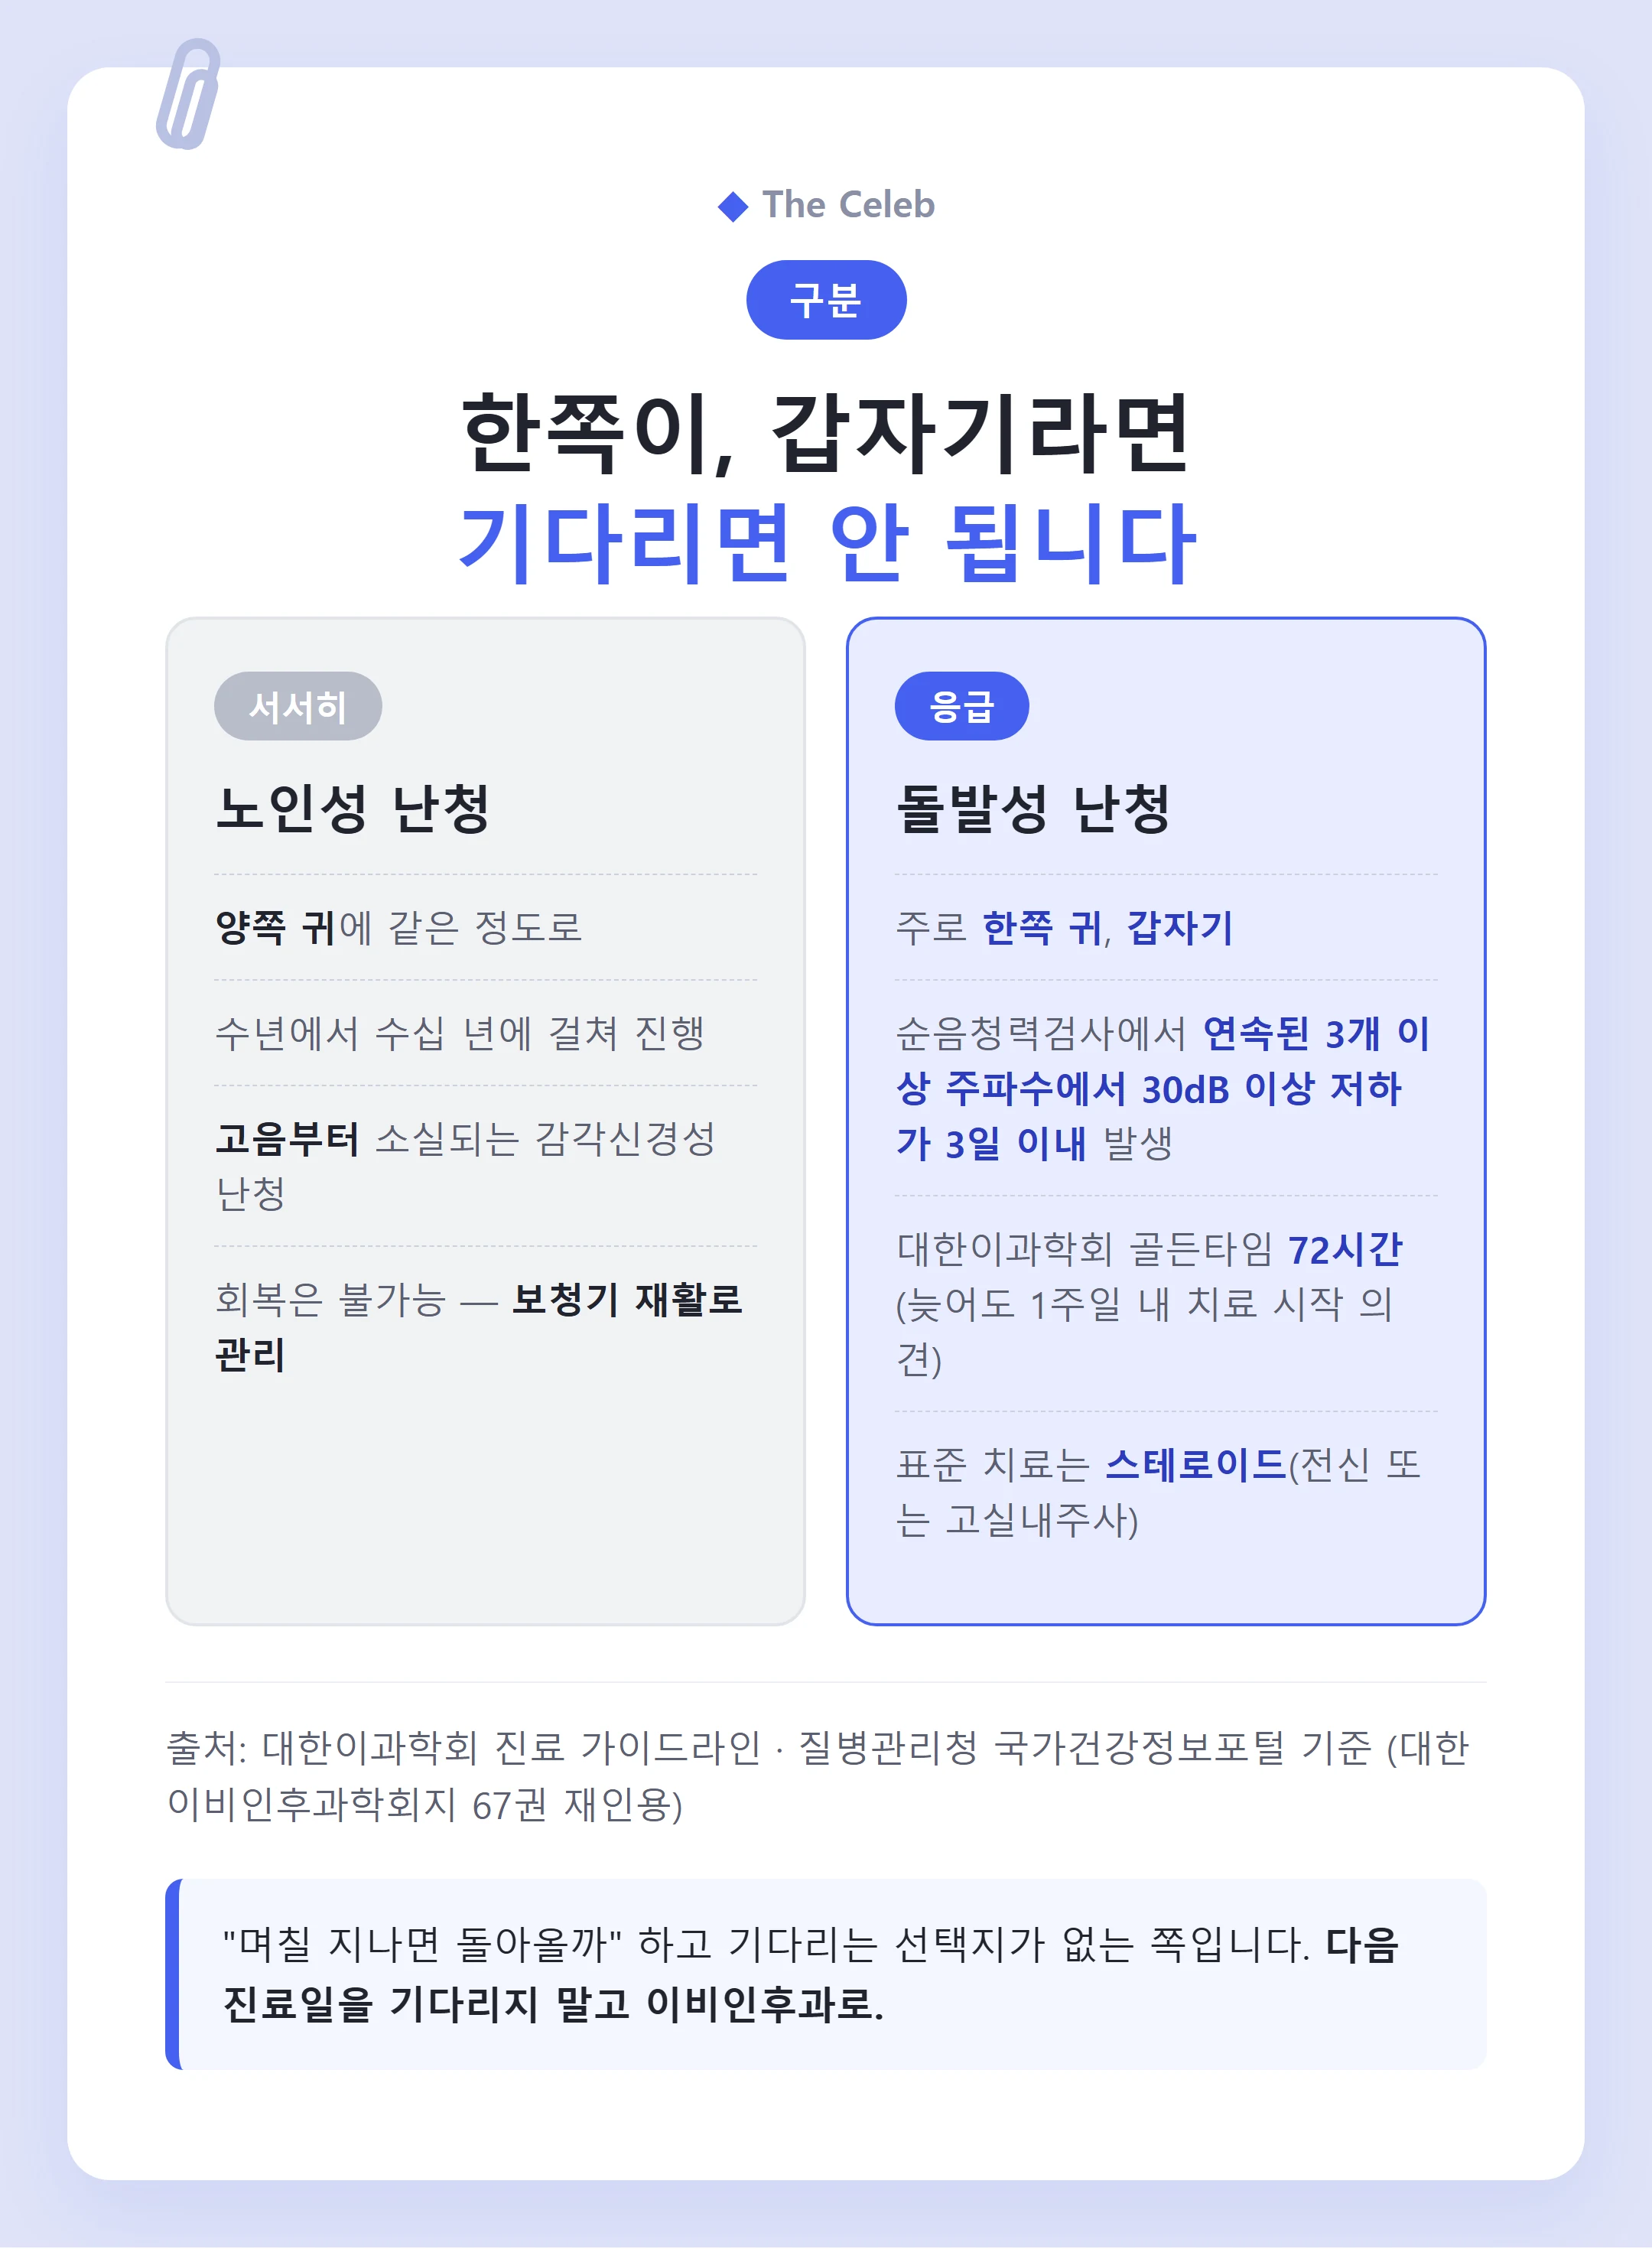 The Celeb
구분
한쪽이, 갑자기라면
기다리면 안 됩니다
서서히
노인성 난청
양쪽 귀에 같은 정도로
수년에서 수십 년에 걸쳐 진행
고음부터 소실되는 감각신경성
난청
회복은 불가능 — 보청기 재활로
관리
응급
돌발성 난청
주로 한쪽 귀, 갑자기
순음청력검사에서 연속된 3개 이
상 주파수에서 30dB 이상 저하
가 3일 이내 발생
대한이과학회 골든타임 72시간
(늦어도 1주일 내 치료 시작 의
견)
표준 치료는 스테로이드(전신 또
는 고실내주사)
출처: 대한이과학회 진료 가이드라인 · 질병관리청 국가건강정보포털 기준 (대한
이비인후과학회지 67권 재인용)
"며칠 지나면 돌아올까" 하고 기다리는 선택지가 없는 쪽입니다. 다음
진료일을 기다리지 말고 이비인후과로.